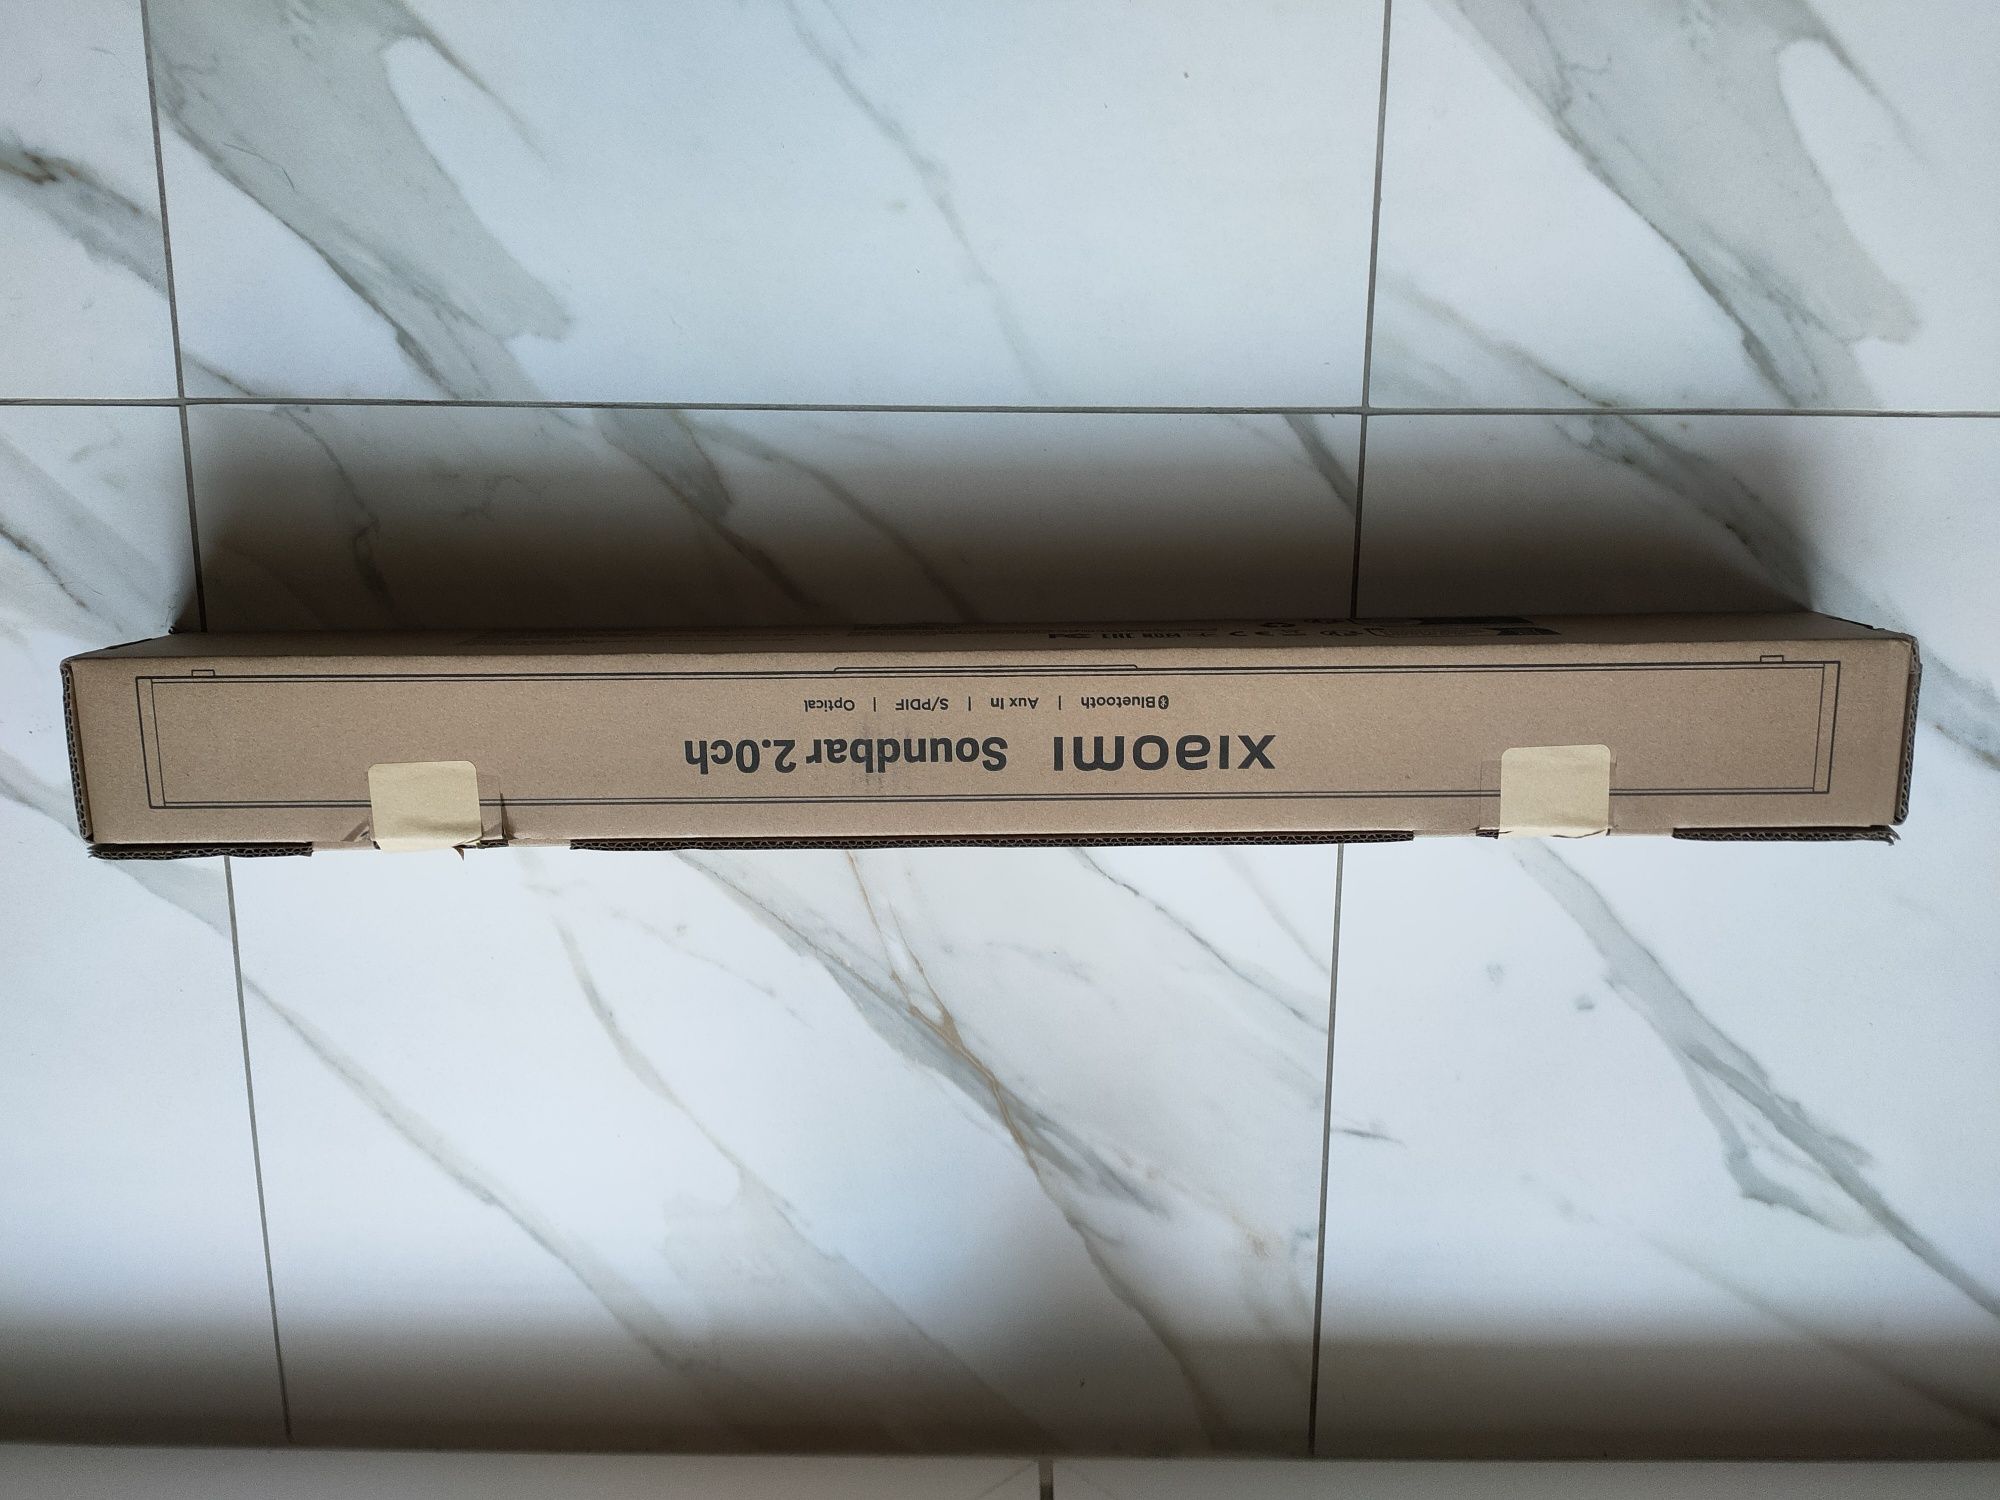 xiaomi Soundbar 2.0ch
Bluetooth | Aux In | S/PDIF | Optical